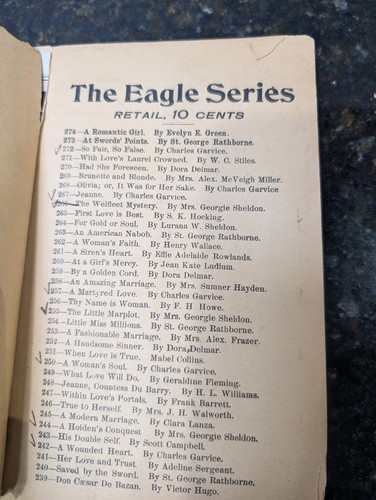 The Eagle Series
RETAIL, 10 CENTS
274—A Romantic Girl. By Evelyn E. Green.
273—At Swords' Points. By St. George Rathborne.
272—So Fair, So False. By Charles Garvice.
271—With Love's Laurel Crowned. By W. C. Stiles.
270—Had She Foreseen. By Dora Delmar.
269—Brunette and Blonde. By Mrs. Alex. McVeigh Miller.
268—Olivia; or, It Was for Her Sake. By Charles Garvice
267—Jeanne. By Charles Garvice.
266—The Welfleet Mystery. By Mrs. Georgie Sheldon.
265—First Love is Best. By S. K. Hocking.
264—For Gold or Soul. By Lurana W. Sheldon.
263—An American Nabob. By St. George Rathborne.
262—A Woman's Faith. By Henry Wallace.
261—A Siren's Heart. By Effie Adelaide Rowlands.
260—At a Girl's Mercy. By Jean Kate Ludlum.
259—By a Golden Cord. By Dora Delmar.
258—An Amazing Marriage. By Mrs. Sumner Hayden.
257—A Martyred Love. By Charles Garvice.
256—Thy Name is Woman. By F. H. Howe.
255—The Little Marplot. By Mrs. Georgie Sheldon.
254—Little Miss Millions. By St. George Rathborne.
253—A Fashionable Marriage. By Mrs. Alex. Frazer.
252—A Handsome Sinner. By Dora Delmar.
251—When Love is True. Mabel Collins.
250—A Woman's Soul. By Charles Garvice.
249—What Love Will Do. By Geraldine Fleming.
248—Jeanne, Countess Du Barry. By H. L. Williams.
247—Within Love's Portals. By Frank Barrett.
246—True to Herself. By Mrs. J. H. Walworth.
245—A Modern Marriage. By Clara Lanza.
244—A Hoiden's Conquest. By Mrs. Georgie Sheldon.
243—His Double Self. By Scott Campbell.
242—A Wounded Heart. By Charles Garvice.
241—Her Love and Trust. By Adeline Sergeant.
240—Saved by the Sword. By St. George Rathborne.
239—Don Cæsar De Bazan. By Victor Hugo.